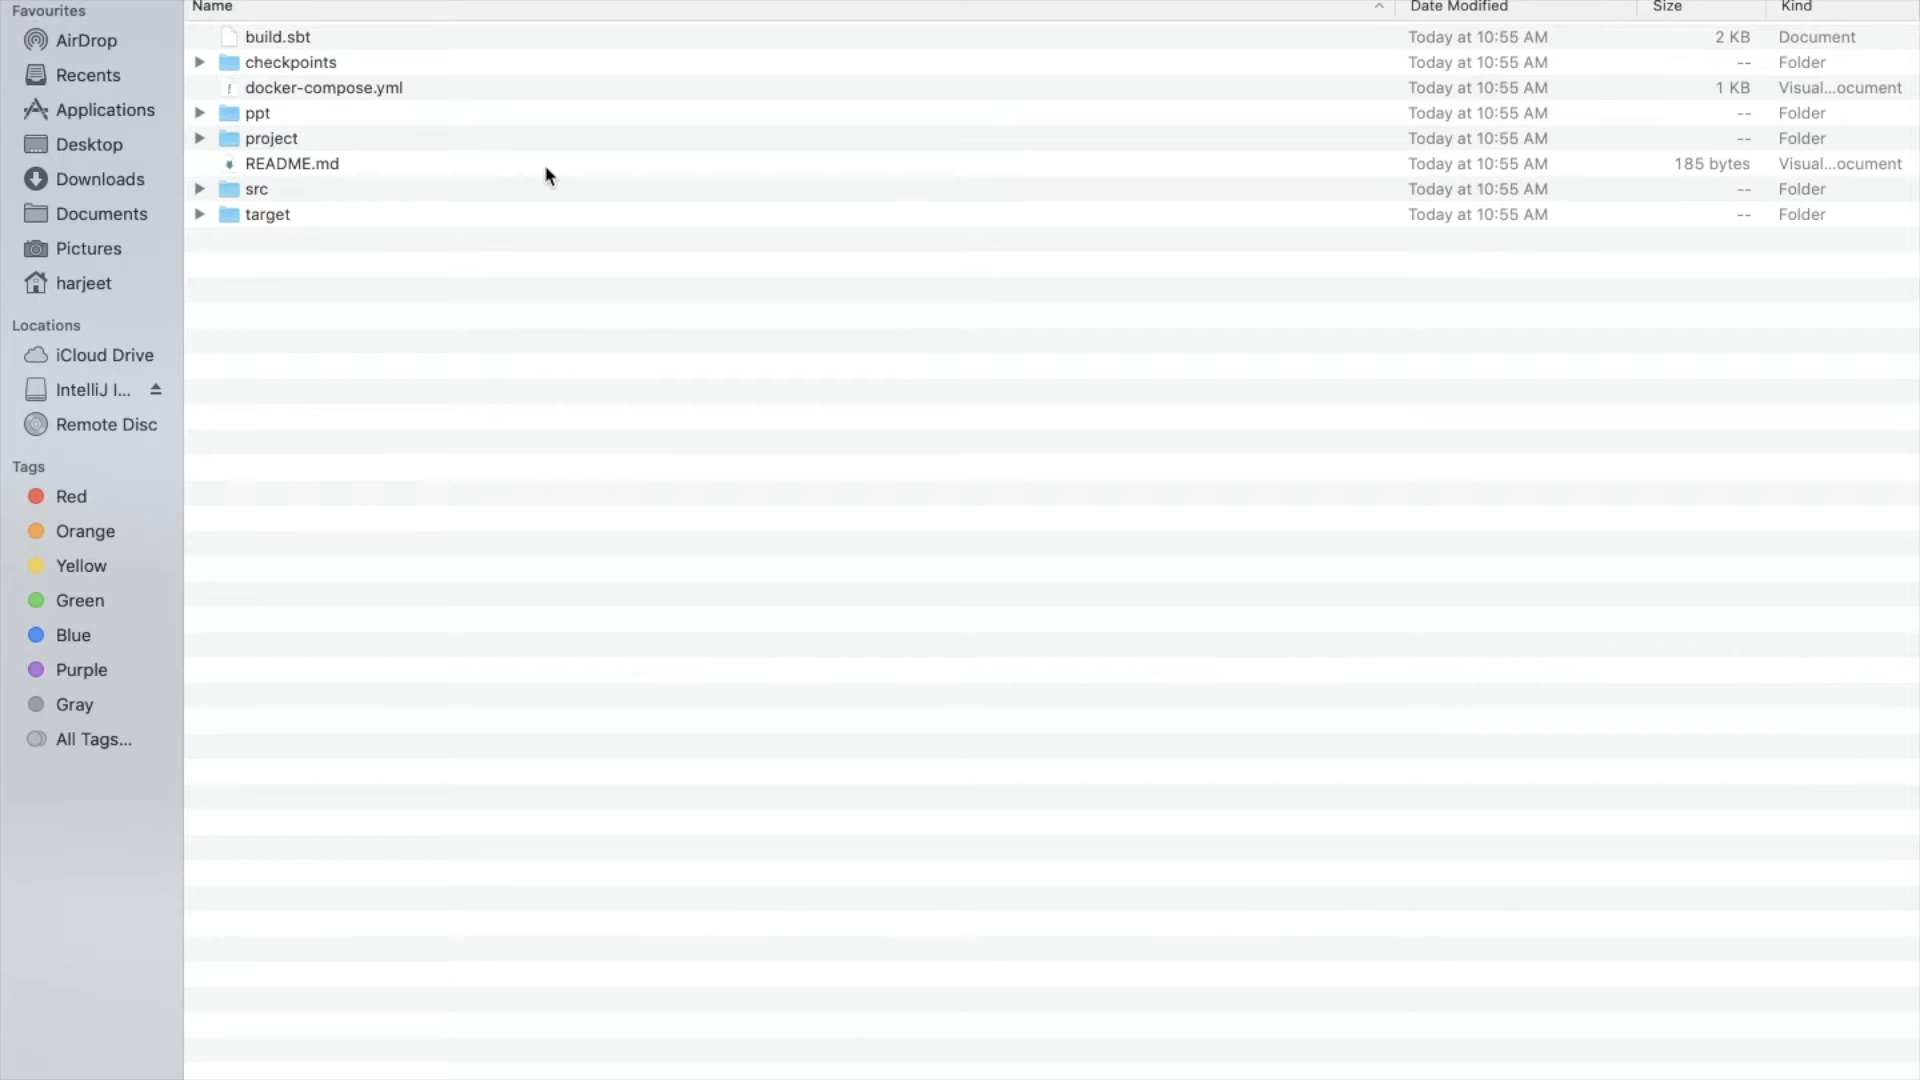 Favourites
AirDrop
Recents
Applications
Desktop
Downloads
Documents
Pictures
harjeet
Locations
iCloud Drive
IntelliJ I...
Remote Disc
Tags
Red
Orange
Yellow
Green
Blue
Purple
Gray
All Tags...
Name Date Modified Size Kind
build.sbt Today at 10:55 AM 2 KB Document
checkpoints Today at 10:55 AM -- Folder
docker-compose.yml Today at 10:55 AM 1 KB Visual...ocument
ppt Today at 10:55 AM -- Folder
project Today at 10:55 AM -- Folder
README.md Today at 10:55 AM 185 bytes Visual...ocument
src Today at 10:55 AM -- Folder
target Today at 10:55 AM -- Folder